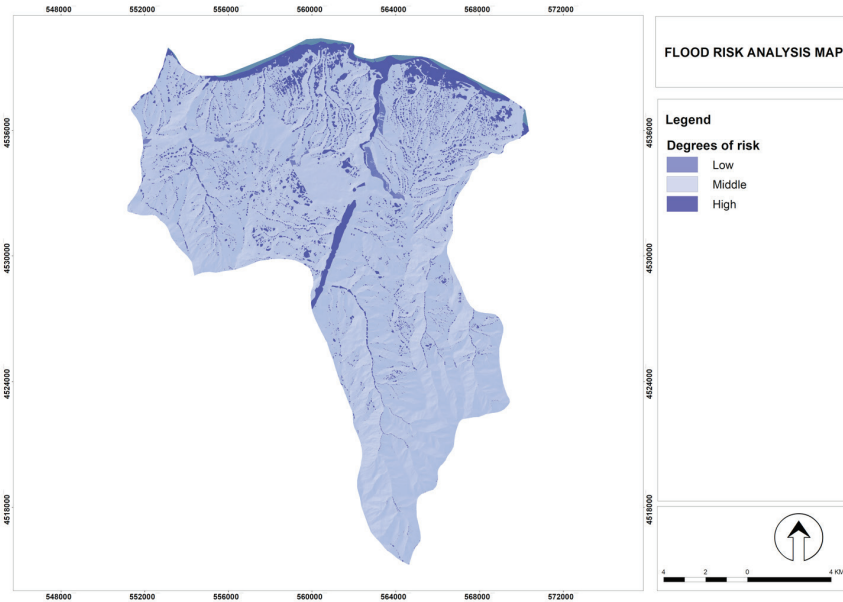 548000 552000 556000 560000 564000 568000 572000
FLOOD RISK ANALYSIS MAP
Legend
Degrees of risk
Low
Middle
High
4536000 4536000
4530000 4530000
4524000 4524000
4518000 4518000
4 2 0 4 KM
548000 552000 556000 560000 564000 568000 572000